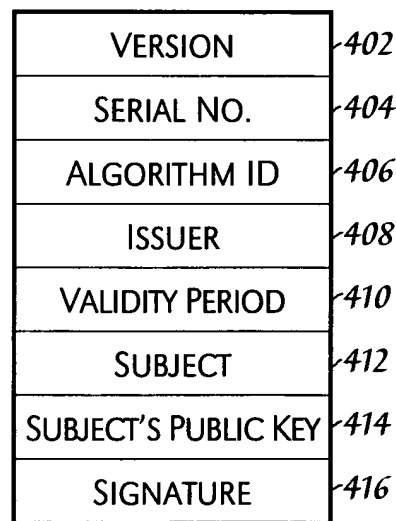 VERSION 402
SERIAL NO. 404
ALGORITHM ID 406
ISSUER 408
VALIDITY PERIOD 410
SUBJECT 412
SUBJECT'S PUBLIC KEY 414
SIGNATURE 416